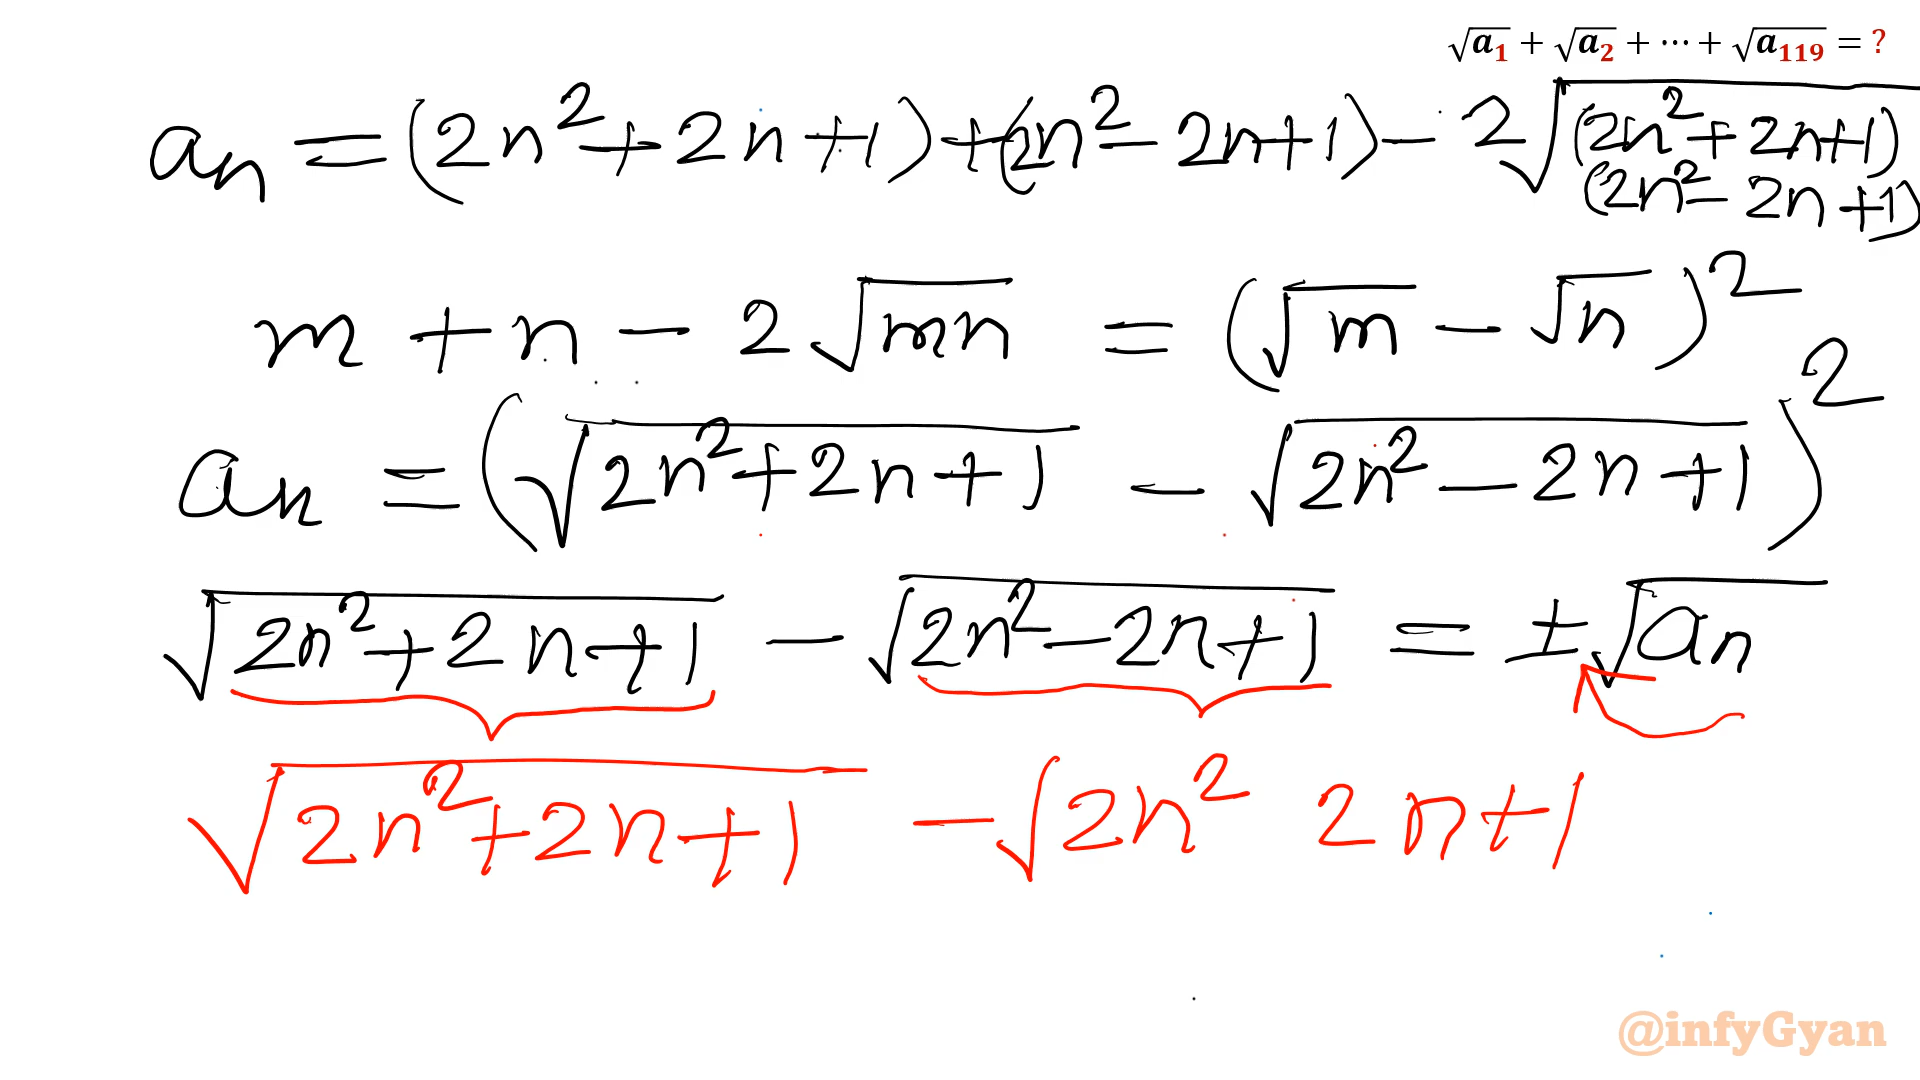 √a₁ + √a₂ + ⋯ + √a₁₁₉ = ?
aₙ = (2n² + 2n + 1) + (2n² − 2n + 1) − 2√(2n² + 2n + 1)
(2n² − 2n + 1)
m + n − 2√mn = (√m − √n)²
aₙ = (√2n² + 2n + 1 − √2n² − 2n + 1)²
√2n² + 2n + 1 − √2n² − 2n + 1 = ±√aₙ
√2n² + 2n + 1 − √2n² 2n + 1
@infyGyan